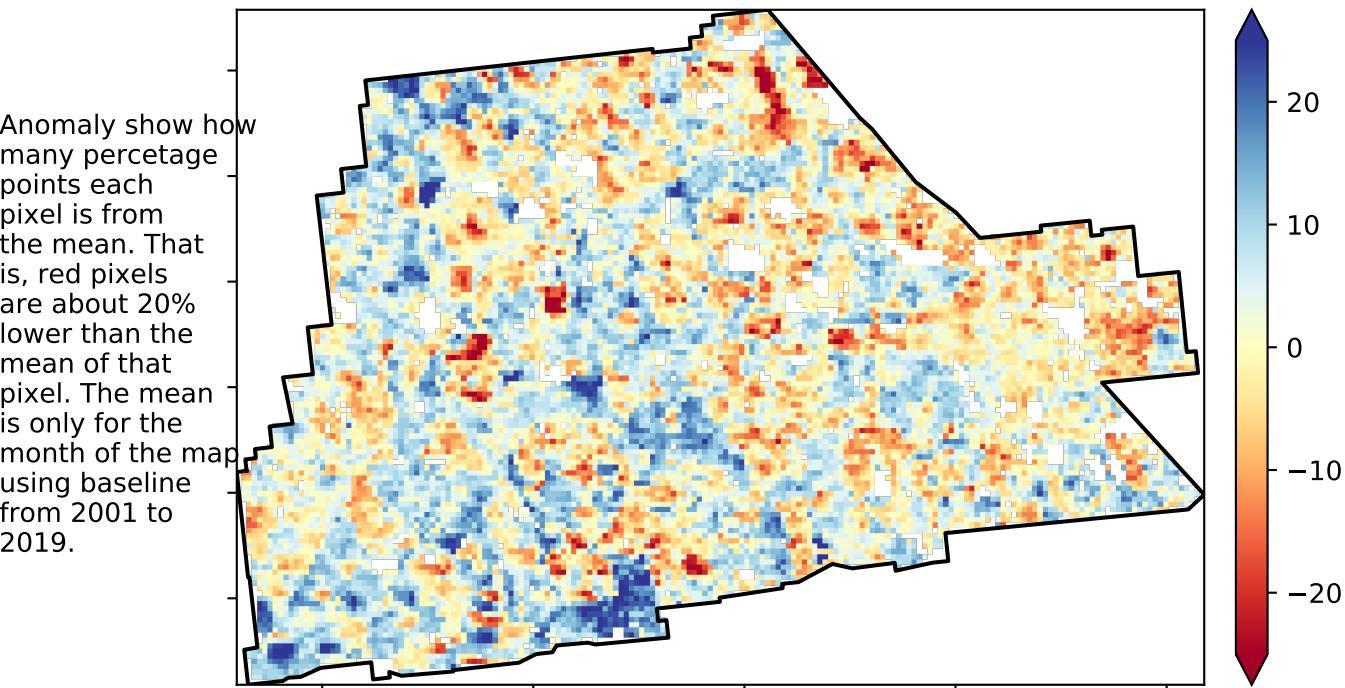 Anomaly show how
many percetage
points each
pixel is from
the mean. That
is, red pixels
are about 20%
lower than the
mean of that
pixel. The mean
is only for the
month of the map
using baseline
from 2001 to
2019.
20
10
0
−10
−20